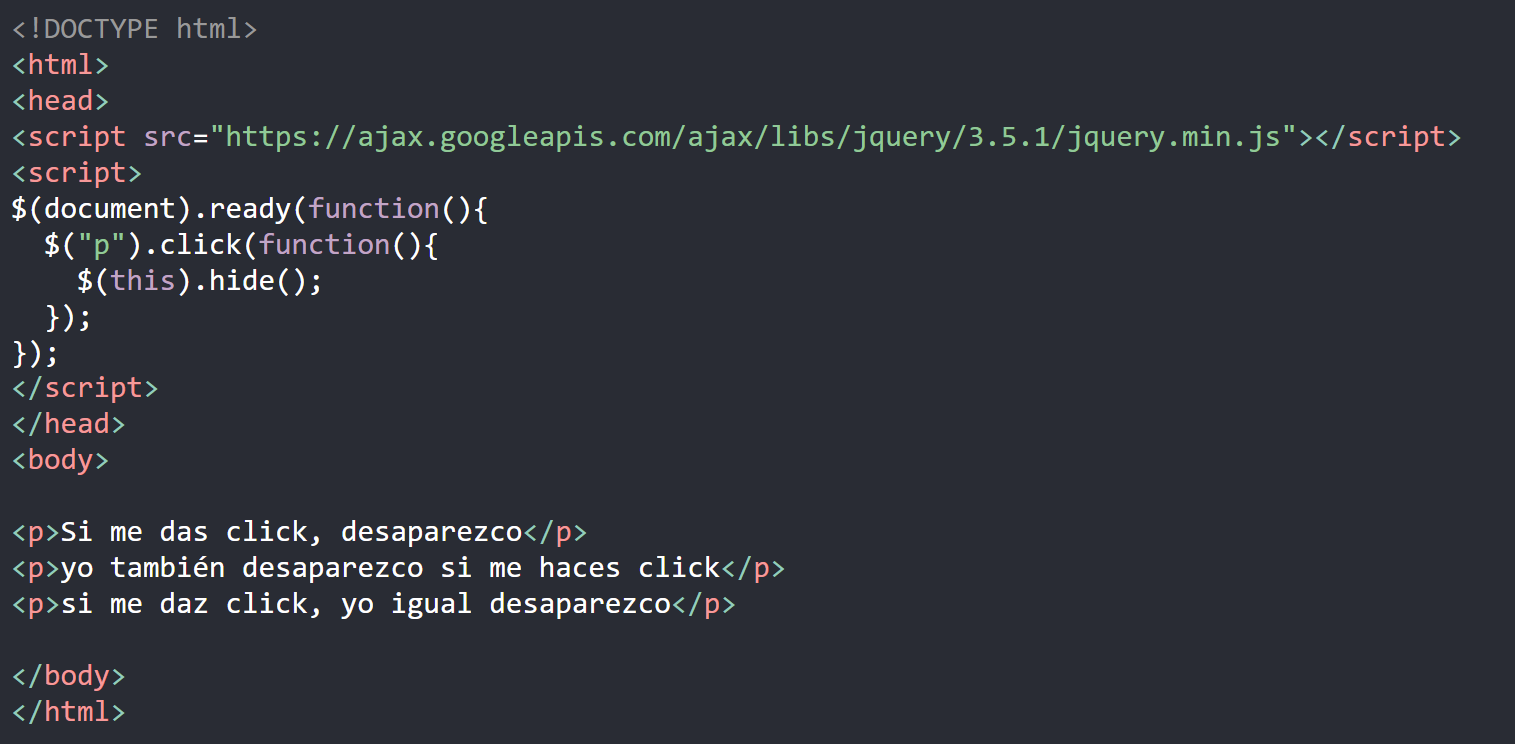 <!DOCTYPE html>
<html>
<head>
<script src="https://ajax.googleapis.com/ajax/libs/jquery/3.5.1/jquery.min.js"></script>
<script>
$(document).ready(function(){
  $("p").click(function(){
    $(this).hide();
  });
});
</script>
</head>
<body>

<p>Si me das click, desaparezco</p>
<p>yo también desaparezco si me haces click</p>
<p>si me daz click, yo igual desaparezco</p>

</body>
</html>